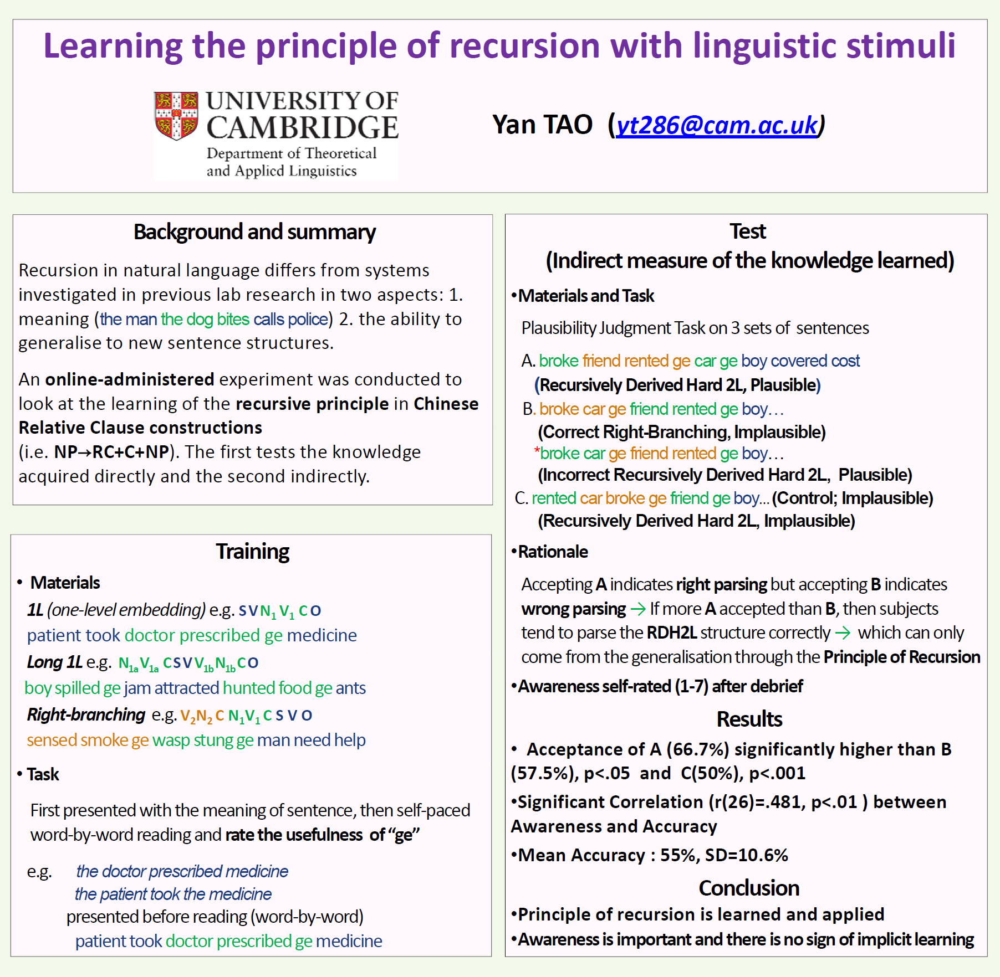 Learning the principle of recursion with linguistic stimuli
UNIVERSITY OF
CAMBRIDGE
Department of Theoretical
and Applied Linguistics
Yan TAO (yt286@cam.ac.uk)
Background and summary
Recursion in natural language differs from systems
investigated in previous lab research in two aspects: 1.
meaning (the man the dog bites calls police) 2. the ability to
generalise to new sentence structures.
An online-administered experiment was conducted to
look at the learning of the recursive principle in Chinese
Relative Clause constructions
(i.e. NP→RC+C+NP). The first tests the knowledge
acquired directly and the second indirectly.
Training
• Materials
1L (one-level embedding) e.g. S V N1 V1 C O
patient took doctor prescribed ge medicine
Long 1L e.g. N1aV1a C S V V1bN1b C O
boy spilled ge jam attracted hunted food ge ants
Right-branching e.g. V2N2 C N1V1 C S V O
sensed smoke ge wasp stung ge man need help
• Task
First presented with the meaning of sentence, then self-paced
word-by-word reading and rate the usefulness of “ge”
e.g. the doctor prescribed medicine
the patient took the medicine
presented before reading (word-by-word)
patient took doctor prescribed ge medicine
Test
(Indirect measure of the knowledge learned)
•Materials and Task
Plausibility Judgment Task on 3 sets of sentences
A. broke friend rented ge car ge boy covered cost
(Recursively Derived Hard 2L, Plausible)
B. broke car ge friend rented ge boy…
(Correct Right-Branching, Implausible)
*broke car ge friend rented ge boy…
(Incorrect Recursively Derived Hard 2L, Plausible)
C. rented car broke ge friend ge boy... (Control; Implausible)
(Recursively Derived Hard 2L, Implausible)
•Rationale
Accepting A indicates right parsing but accepting B indicates
wrong parsing → If more A accepted than B, then subjects
tend to parse the RDH2L structure correctly → which can only
come from the generalisation through the Principle of Recursion
•Awareness self-rated (1-7) after debrief
Results
• Acceptance of A (66.7%) significantly higher than B
(57.5%), p<.05 and C(50%), p<.001
•Significant Correlation (r(26)=.481, p<.01 ) between
Awareness and Accuracy
•Mean Accuracy : 55%, SD=10.6%
Conclusion
•Principle of recursion is learned and applied
•Awareness is important and there is no sign of implicit learning